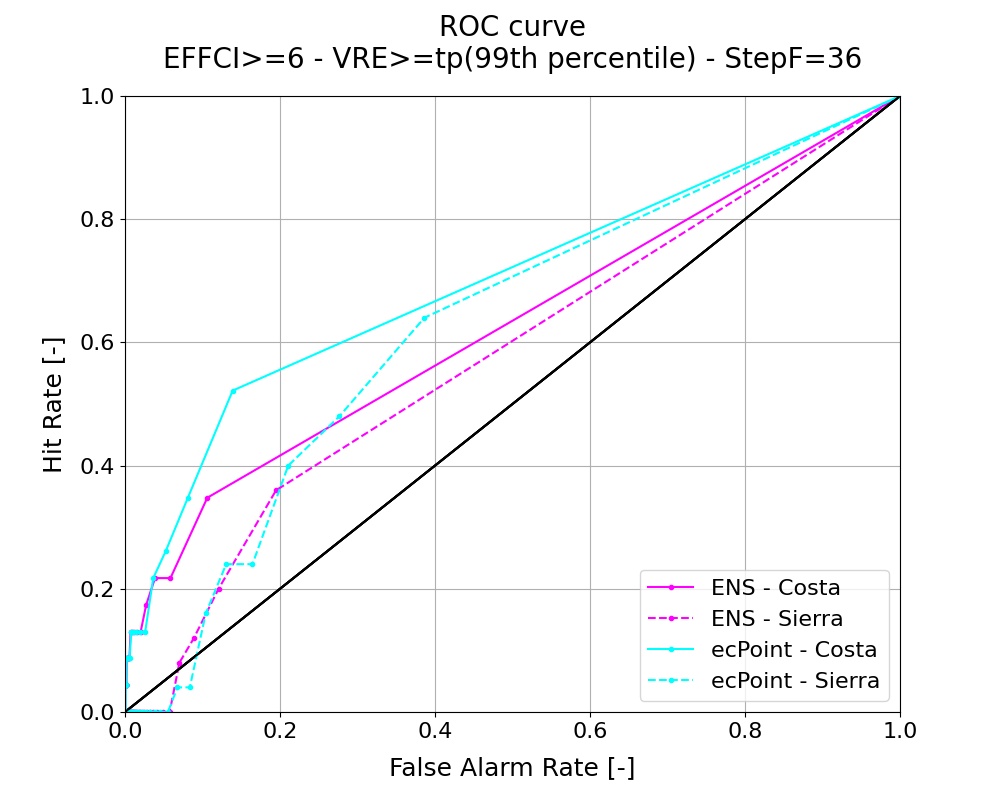 ROC curve
EFFCI>=6 - VRE>=tp(99th percentile) - StepF=36
1.0
0.8
0.6
0.4
0.2
0.0
Hit Rate [-]
ENS - Costa
ENS - Sierra
ecPoint - Costa
ecPoint - Sierra
0.0 0.2 0.4 0.6 0.8 1.0
False Alarm Rate [-]